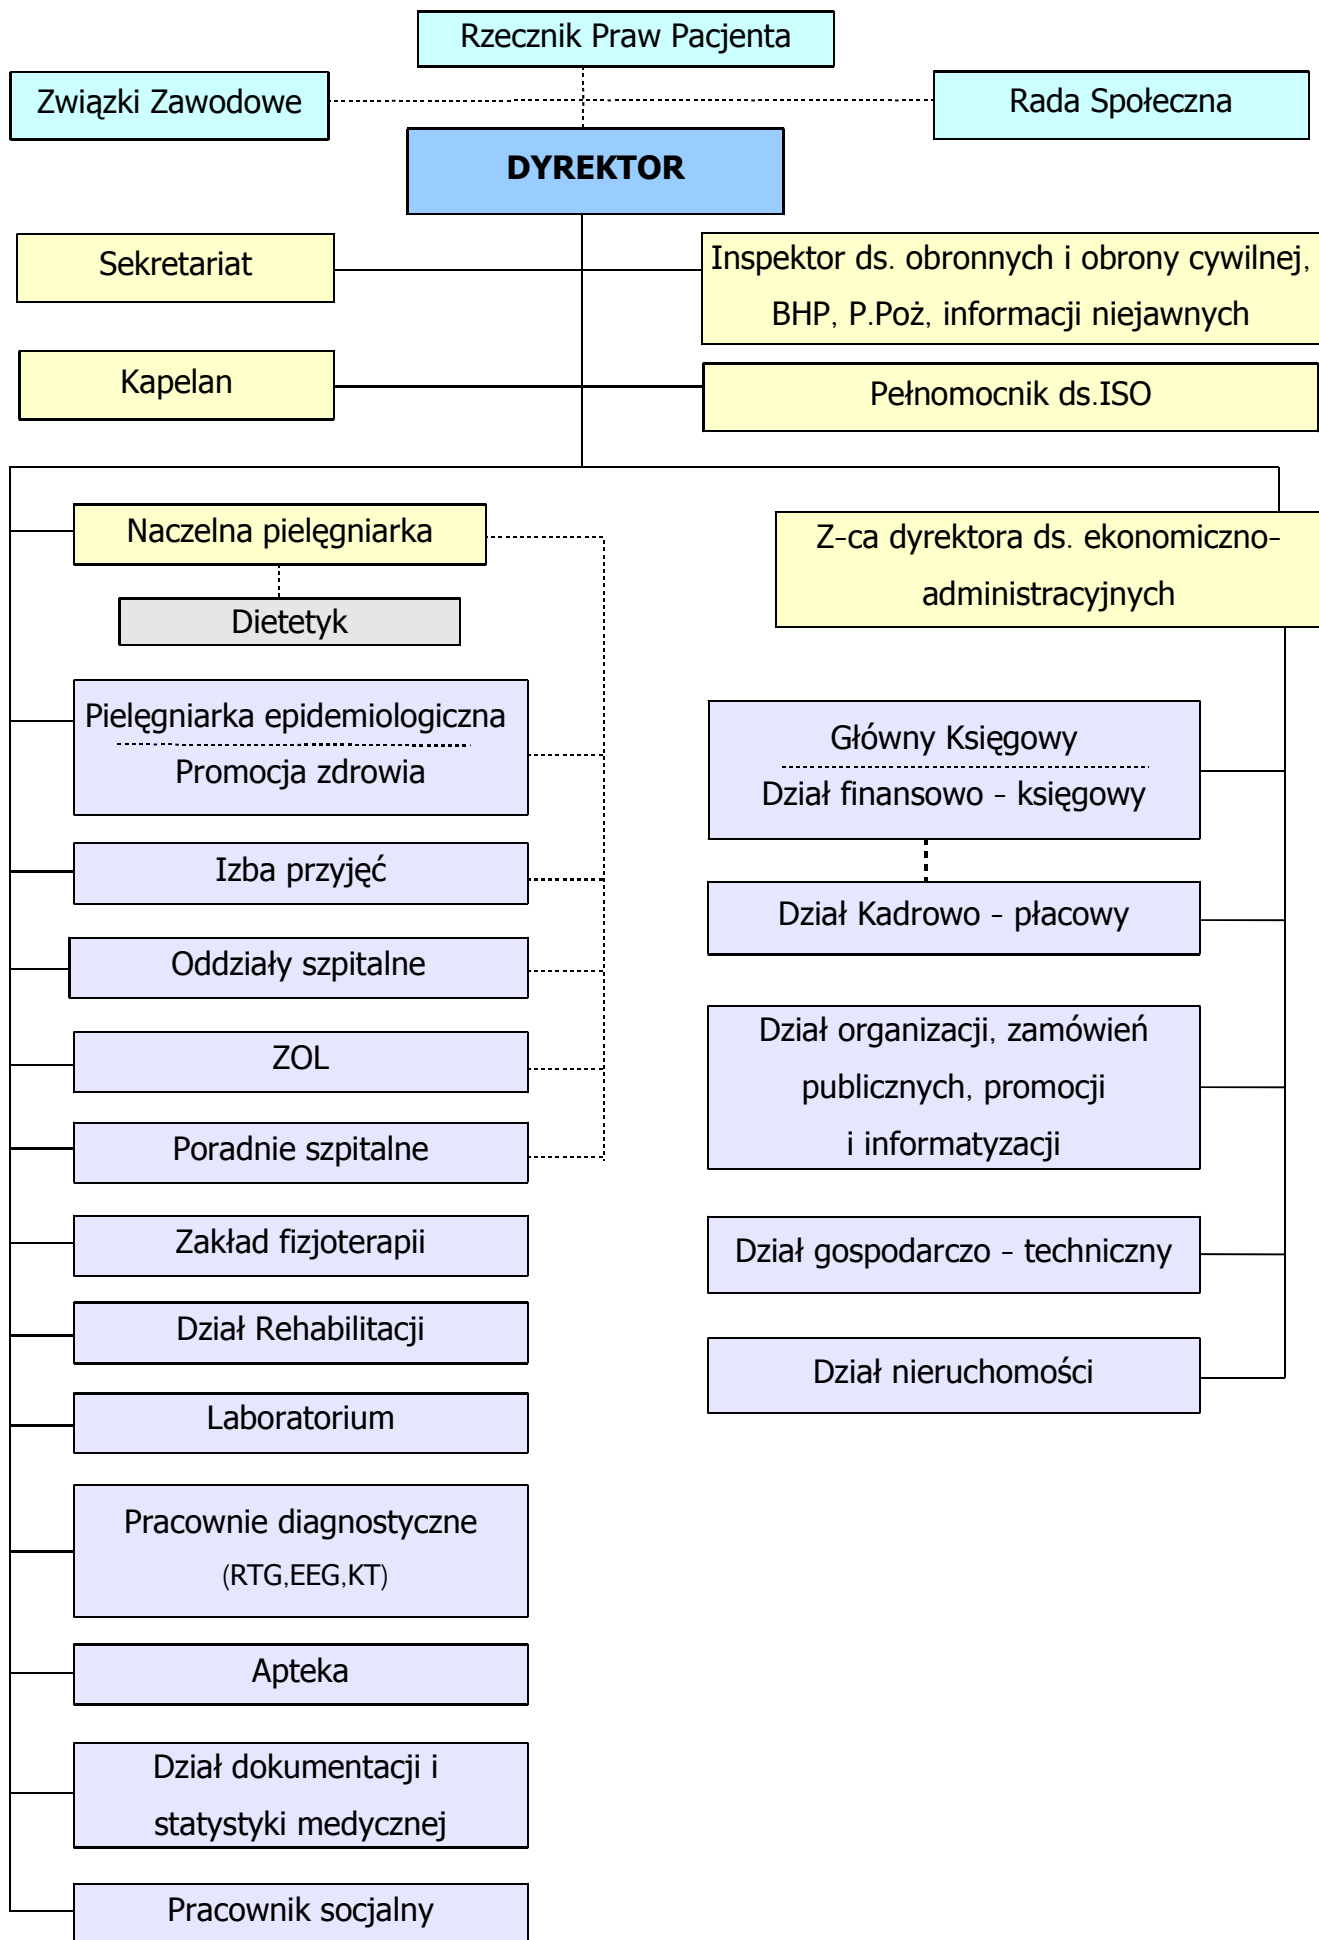 Rzecznik Praw Pacjenta
Związki Zawodowe
Rada Społeczna
DYREKTOR
Sekretariat
Inspektor ds. obronnych i obrony cywilnej,
BHP, P.Poż, informacji niejawnych
Kapelan
Pełnomocnik ds.ISO
Naczelna pielęgniarka
Dietetyk
Pielęgniarka epidemiologiczna
Promocja zdrowia
Izba przyjęć
Oddziały szpitalne
ZOL
Poradnie szpitalne
Zakład fizjoterapii
Dział Rehabilitacji
Laboratorium
Pracownie diagnostyczne
(RTG,EEG,KT)
Apteka
Dział dokumentacji i
statystyki medycznej
Pracownik socjalny
Z-ca dyrektora ds. ekonomiczno-
administracyjnych
Główny Księgowy
Dział finansowo - księgowy
Dział Kadrowo - płacowy
Dział organizacji, zamówień
publicznych, promocji
i informatyzacji
Dział gospodarczo - techniczny
Dział nieruchomości